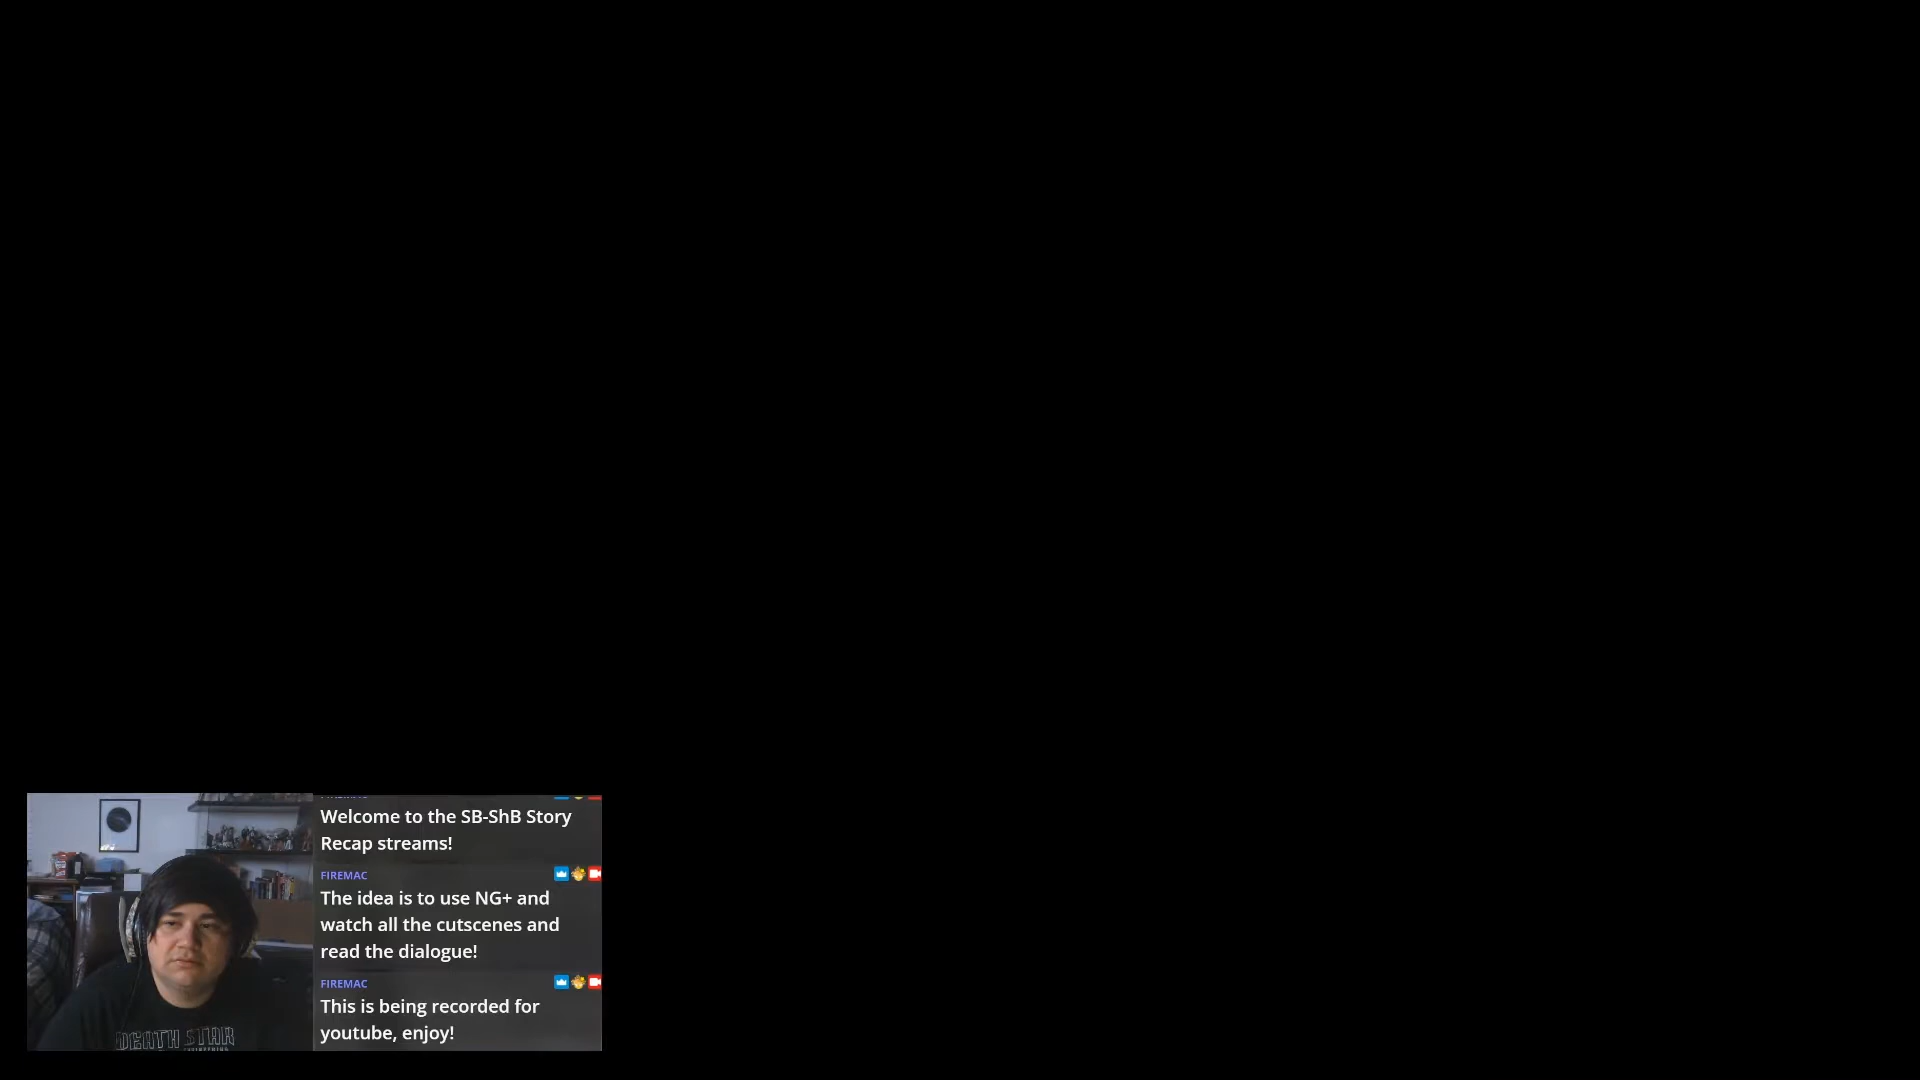 Welcome to the SB-ShB Story
Recap streams!
FIREMAC
The idea is to use NG+ and
watch all the cutscenes and
read the dialogue!
FIREMAC
This is being recorded for
youtube, enjoy!
DEATH STAR